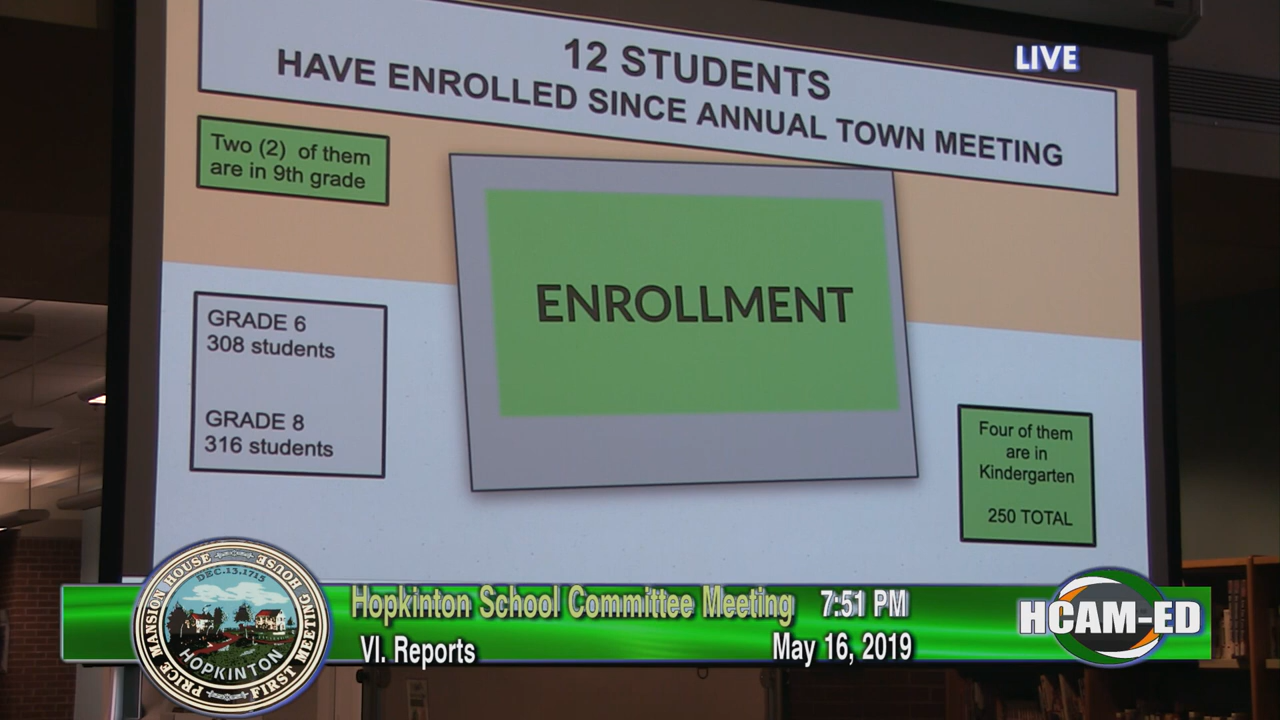 12 STUDENTS
HAVE ENROLLED SINCE ANNUAL TOWN MEETING
LIVE
Two (2) of them
are in 9th grade
ENROLLMENT
GRADE 6
308 students
GRADE 8
316 students
Four of them
are in
Kindergarten
250 TOTAL
PRICE MANSION HOUSE HOUSE
FIRST MEETING
DEC.13.1715
HOPKINTON
Hopkinton School Committee Meeting 7:51 PM
VI. Reports May 16, 2019
HCAM-ED